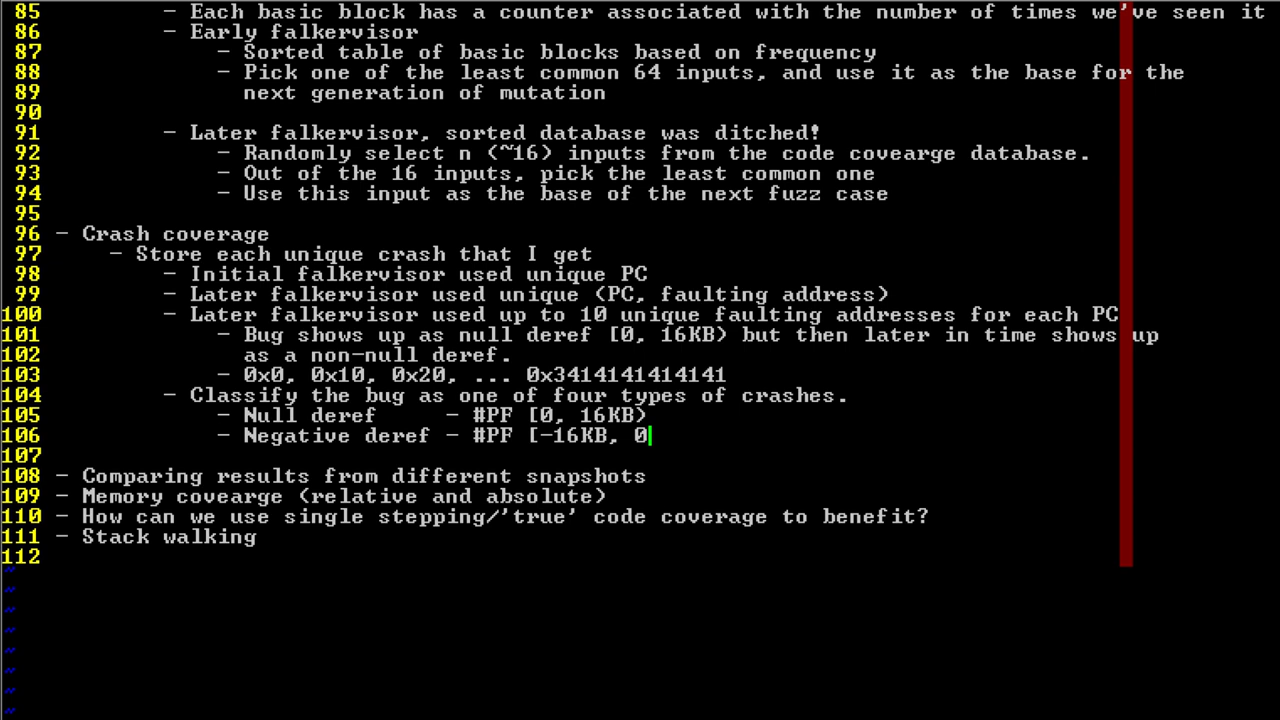 85             - Each basic block has a counter associated with the number of times we've seen it
86             - Early falkervisor
87                 - Sorted table of basic blocks based on frequency
88                 - Pick one of the least common 64 inputs, and use it as the base for the
89                   next generation of mutation
90
91             - Later falkervisor, sorted database was ditched!
92                 - Randomly select n (~16) inputs from the code covearge database.
93                 - Out of the 16 inputs, pick the least common one
94                 - Use this input as the base of the next fuzz case
95
96     - Crash coverage
97         - Store each unique crash that I get
98             - Initial falkervisor used unique PC
99             - Later falkervisor used unique (PC, faulting address)
100            - Later falkervisor used up to 10 unique faulting addresses for each PC
101                - Bug shows up as null deref [0, 16KB) but then later in time shows up
102                  as a non-null deref.
103                - 0x0, 0x10, 0x20, ... 0x3414141414141
104            - Classify the bug as one of four types of crashes.
105                - Null deref     - #PF [0, 16KB)
106                - Negative deref - #PF [-16KB, 0
107
108    - Comparing results from different snapshots
109    - Memory covearge (relative and absolute)
110    - How can we use single stepping/'true' code coverage to benefit?
111    - Stack walking
112
~
~
~
~
~
~
~
~